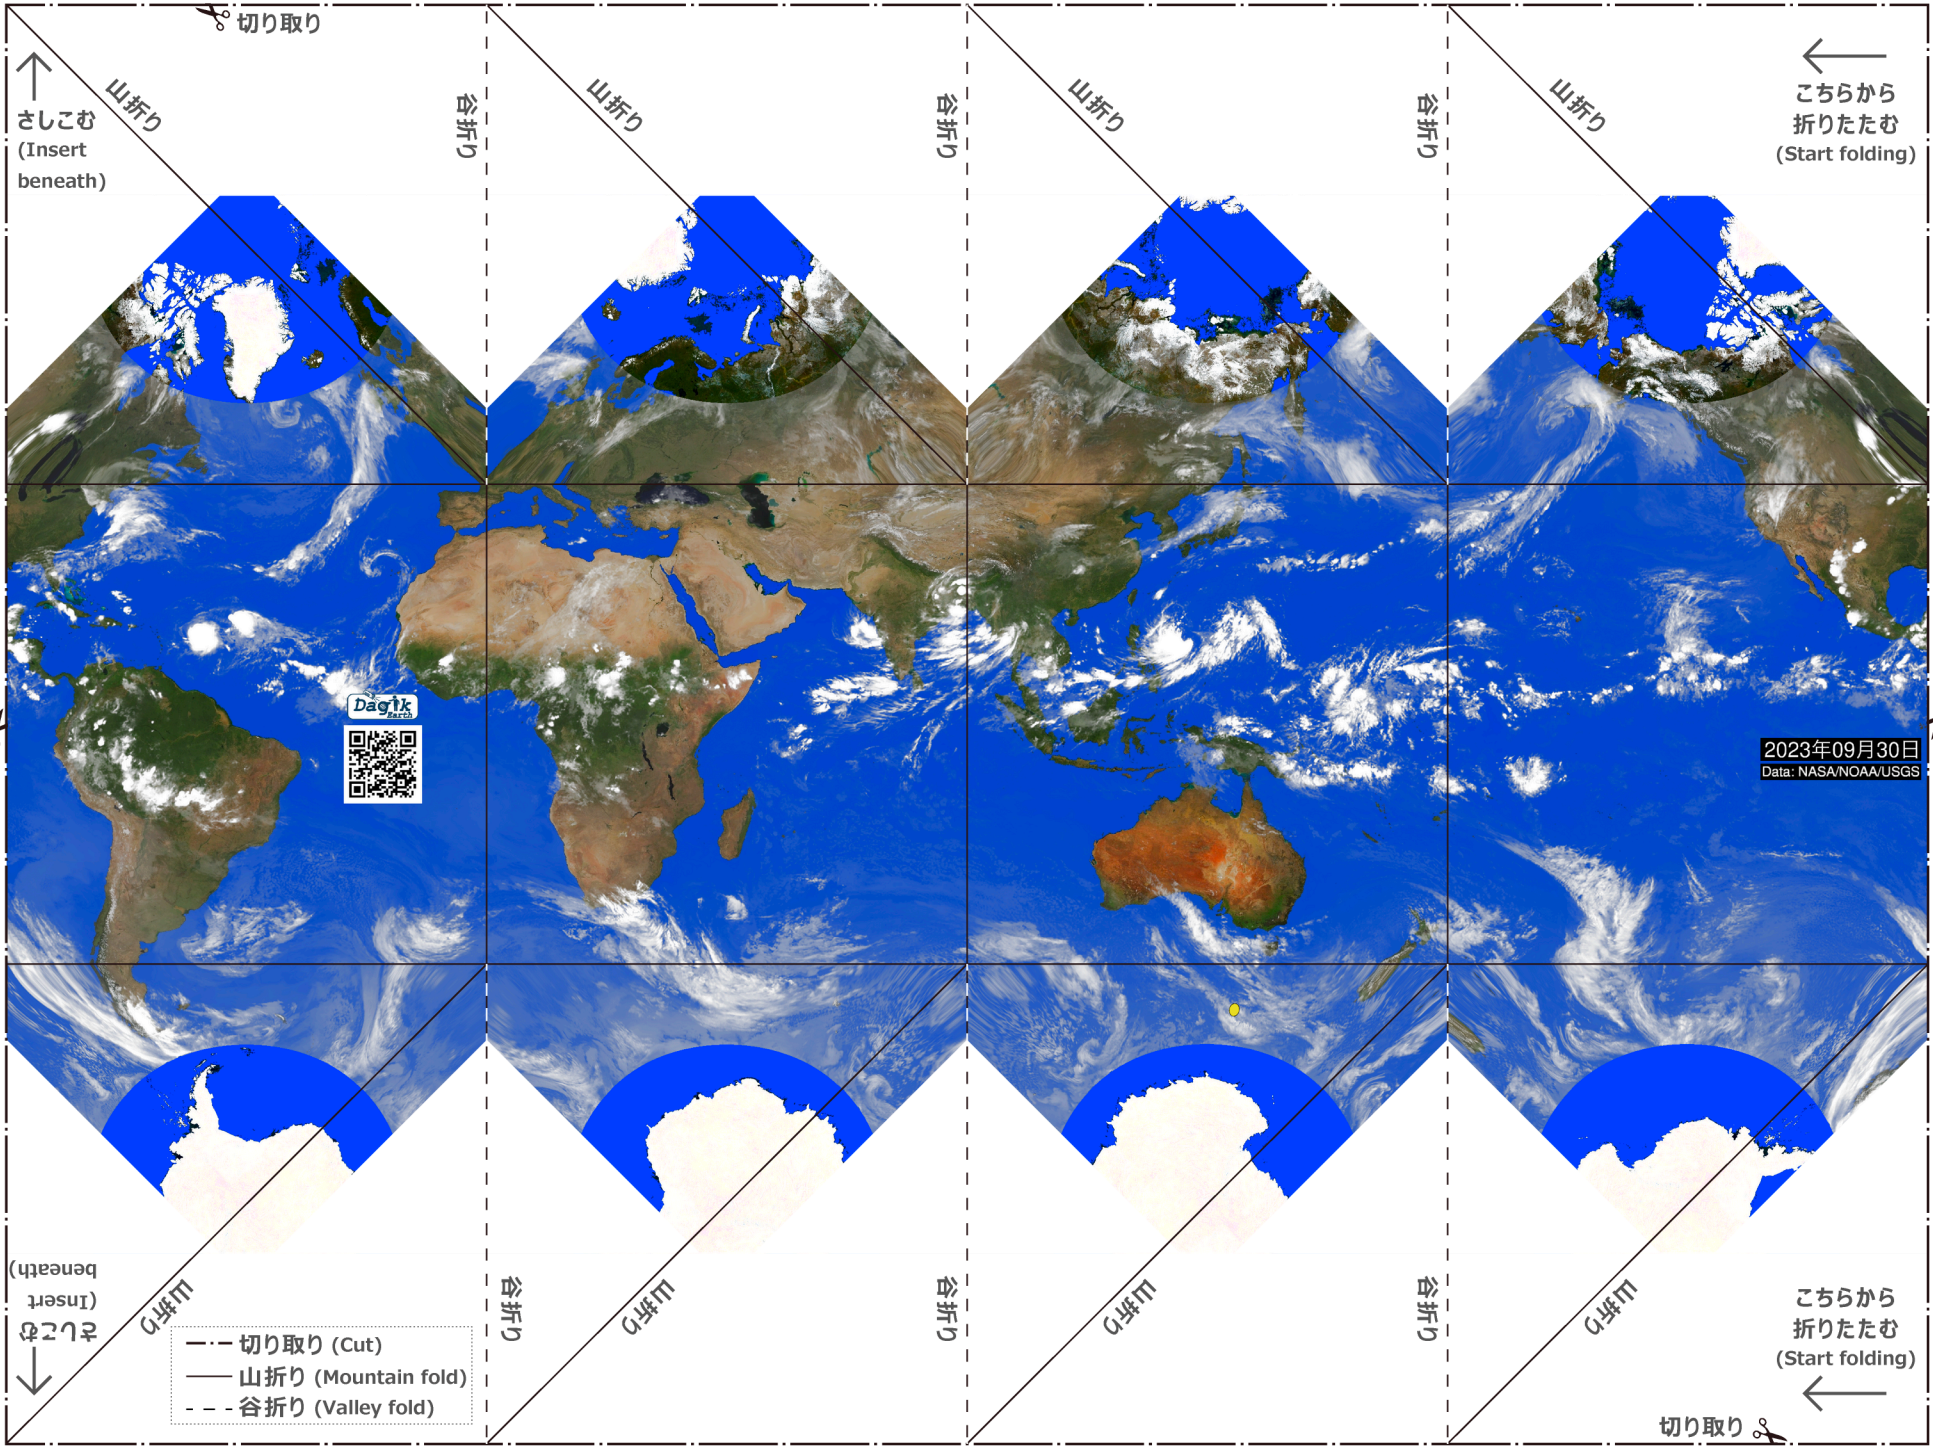 切り取り
山折り
谷折り
山折り
谷折り
山折り
谷折り
山折り
さしこむ
(Insert
beneath)
こちらから
折りたたむ
(Start folding)
Dagik
Earth
2023年09月30日
Data: NASA/NOAA/USGS
さしこむ
(Insert
beneath)
山折り
谷折り
山折り
谷折り
山折り
谷折り
山折り
こちらから
折りたたむ
(Start folding)
切り取り (Cut)
山折り (Mountain fold)
谷折り (Valley fold)
切り取り